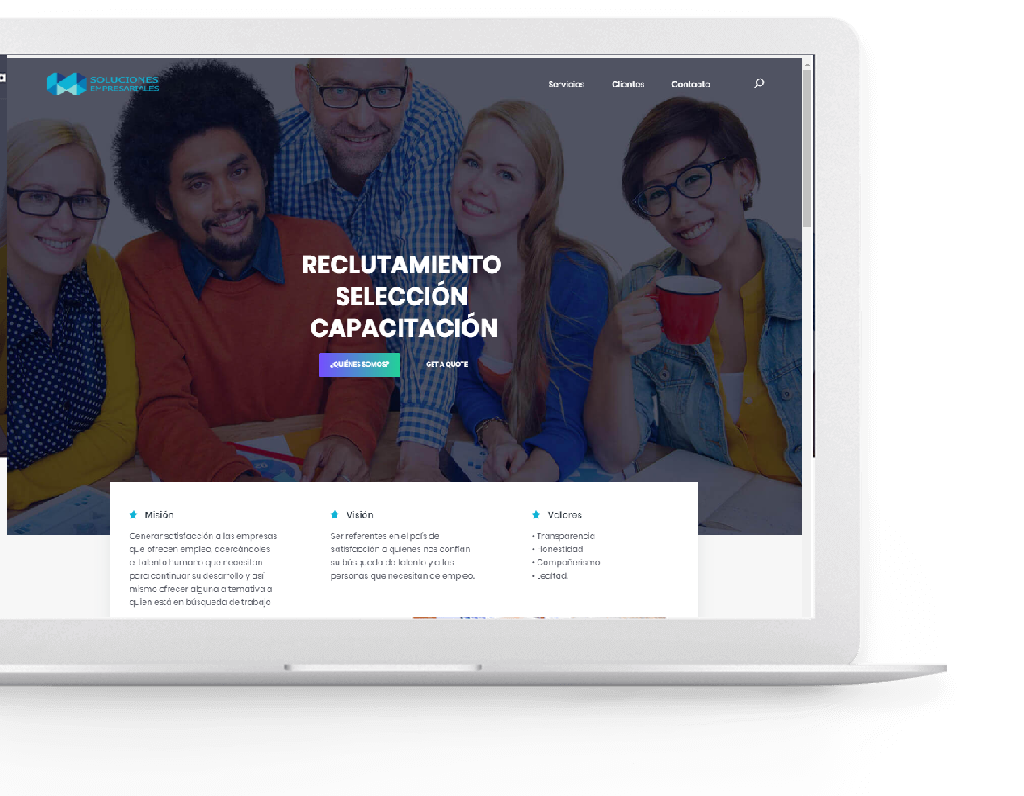 SOLUCIONES
EMPRESARIALES
Servicios Clientes Contacto
RECLUTAMIENTO
SELECCIÓN
CAPACITACIÓN
¿QUIÉNES SOMOS? GET A QUOTE
Misión
Generar satisfacción a las empresas
que ofrecen empleo acercándoles
el talento humano que necesitan
para continuar su desarrollo y así
mismo ofrecer alguna alternativa a
quien está en búsqueda de trabajo
Visión
Ser referentes en el país de
satisfacción a quienes nos confían
su búsqueda de talento y a las
personas que necesitan de empleo.
Valores
• Transparencia
• Honestidad
• Compañerismo
• Lealtad.